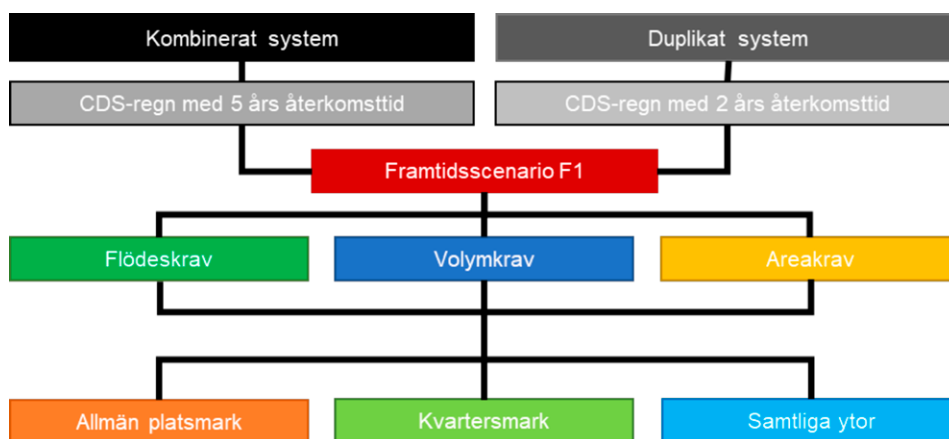 Kombinerat system
Duplikat system
CDS-regn med 5 års återkomsttid
CDS-regn med 2 års återkomsttid
Framtidsscenario F1
Flödeskrav
Volymkrav
Areakrav
Allmän platsmark
Kvartersmark
Samtliga ytor